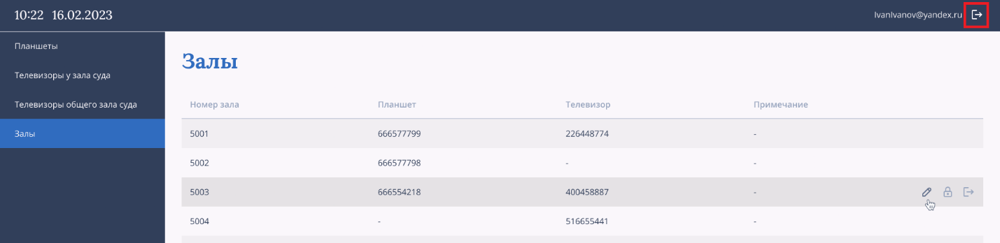 10:22 16.02.2023
IvanIvanov@yandex.ru
Планшеты
Телевизоры у зала суда
Телевизоры общего зала суда
Залы
Залы
Номер зала Планшет Телевизор Примечание
5001 666577799 226448774 -
5002 666577798 - -
5003 666554218 400458887 -
5004 - 516655441 -